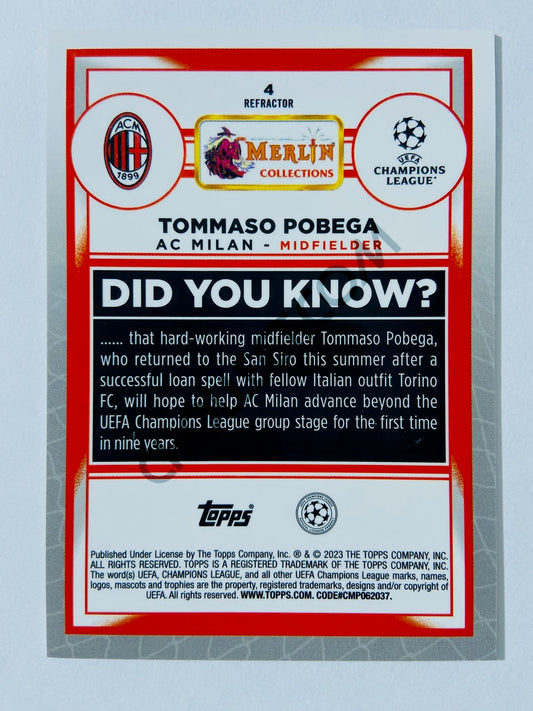 4
REFRACTOR
ACM
1899
MERLIN
COLLECTIONS
UEFA
CHAMPIONS
LEAGUE™
TOMMASO POBEGA
AC MILAN - MIDFIELDER
DID YOU KNOW?
...... that hard-working midfielder Tommaso Pobega,
who returned to the San Siro this summer after a
successful loan spell with fellow Italian outfit Torino
FC, will hope to help AC Milan advance beyond the
UEFA Champions League group stage for the first time
in nine years.
Topps
Published Under License by The Topps Company, Inc. ® & © 2023 THE TOPPS COMPANY, INC.
ALL RIGHTS RESERVED. TOPPS IS A REGISTERED TRADEMARK OF THE TOPPS COMPANY, INC.
The word(s) UEFA, CHAMPIONS LEAGUE, and all other UEFA Champions League marks, names,
logos, mascots and trophies are the property, registered trademarks, designs and/or copyright of
UEFA. All rights reserved. WWW.TOPPS.COM. CODE#CMP062037.